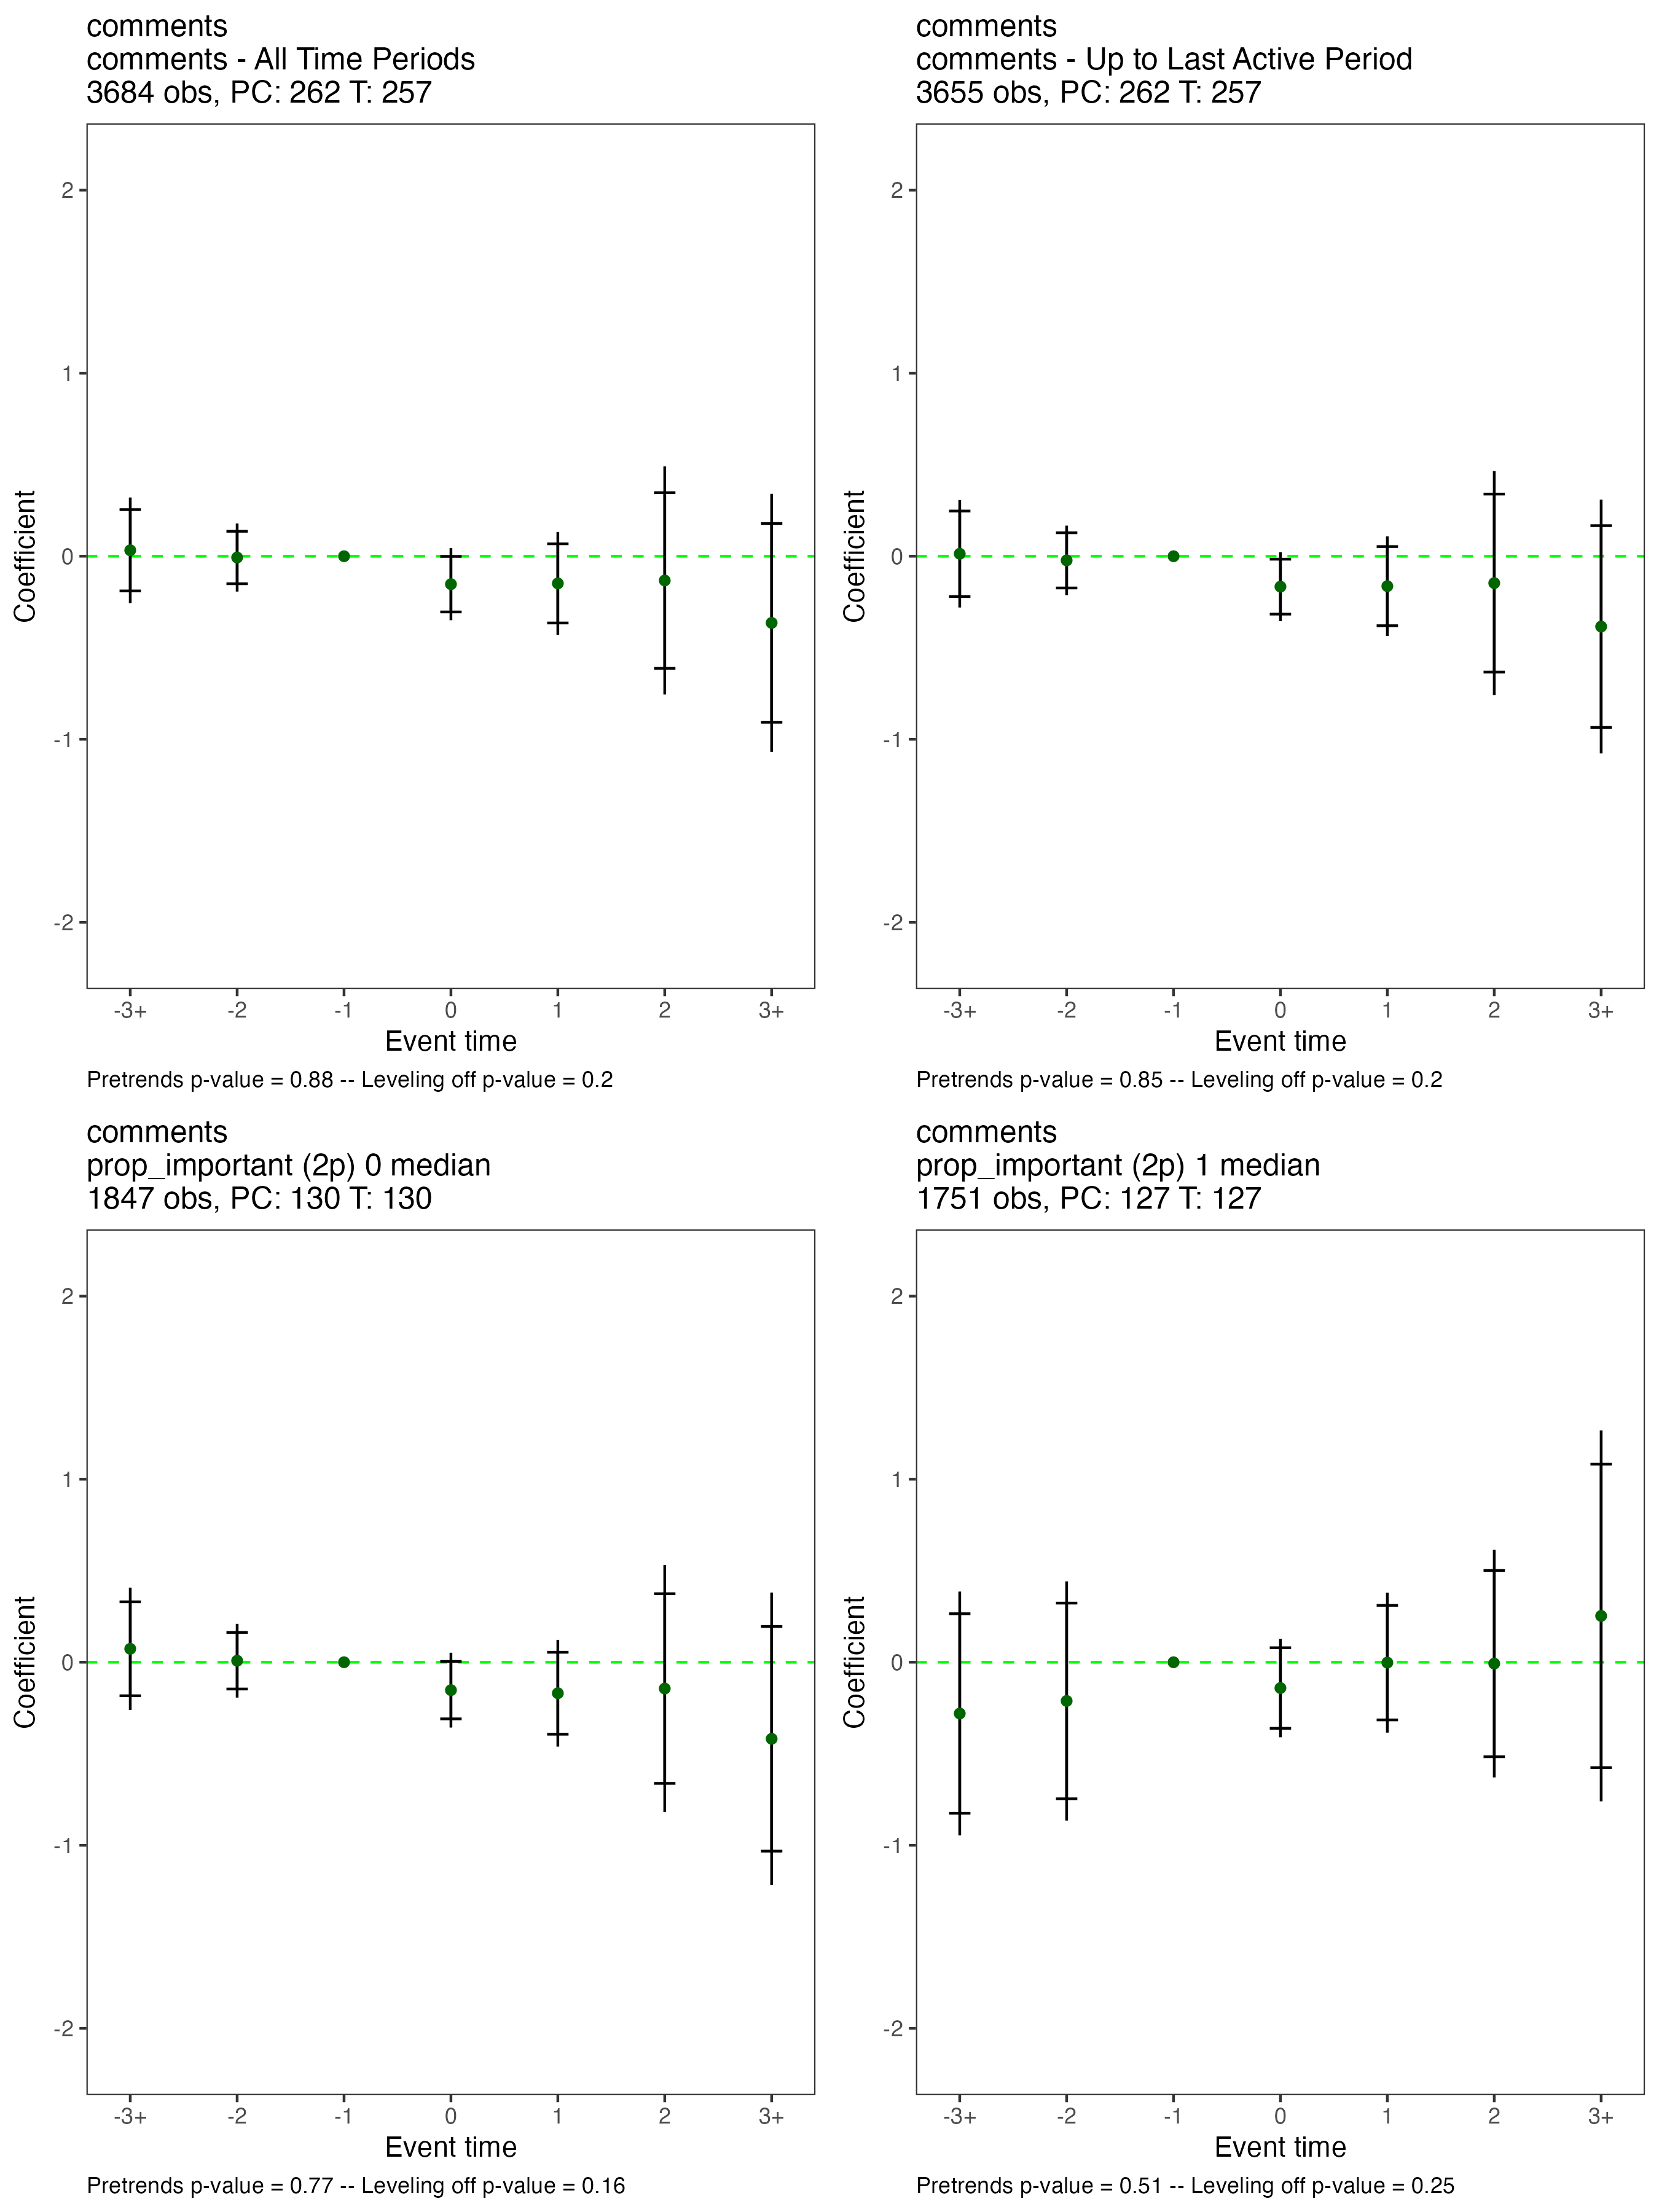 comments
comments - All Time Periods
3684 obs, PC: 262 T: 257
2
1
0
-1
-2
Coefficient
-3+ -2 -1 0 1 2 3+
Event time
Pretrends p-value = 0.88 -- Leveling off p-value = 0.2
comments
comments - Up to Last Active Period
3655 obs, PC: 262 T: 257
2
1
0
-1
-2
Coefficient
-3+ -2 -1 0 1 2 3+
Event time
Pretrends p-value = 0.85 -- Leveling off p-value = 0.2
comments
prop_important (2p) 0 median
1847 obs, PC: 130 T: 130
2
1
0
-1
-2
Coefficient
-3+ -2 -1 0 1 2 3+
Event time
Pretrends p-value = 0.77 -- Leveling off p-value = 0.16
comments
prop_important (2p) 1 median
1751 obs, PC: 127 T: 127
2
1
0
-1
-2
Coefficient
-3+ -2 -1 0 1 2 3+
Event time
Pretrends p-value = 0.51 -- Leveling off p-value = 0.25